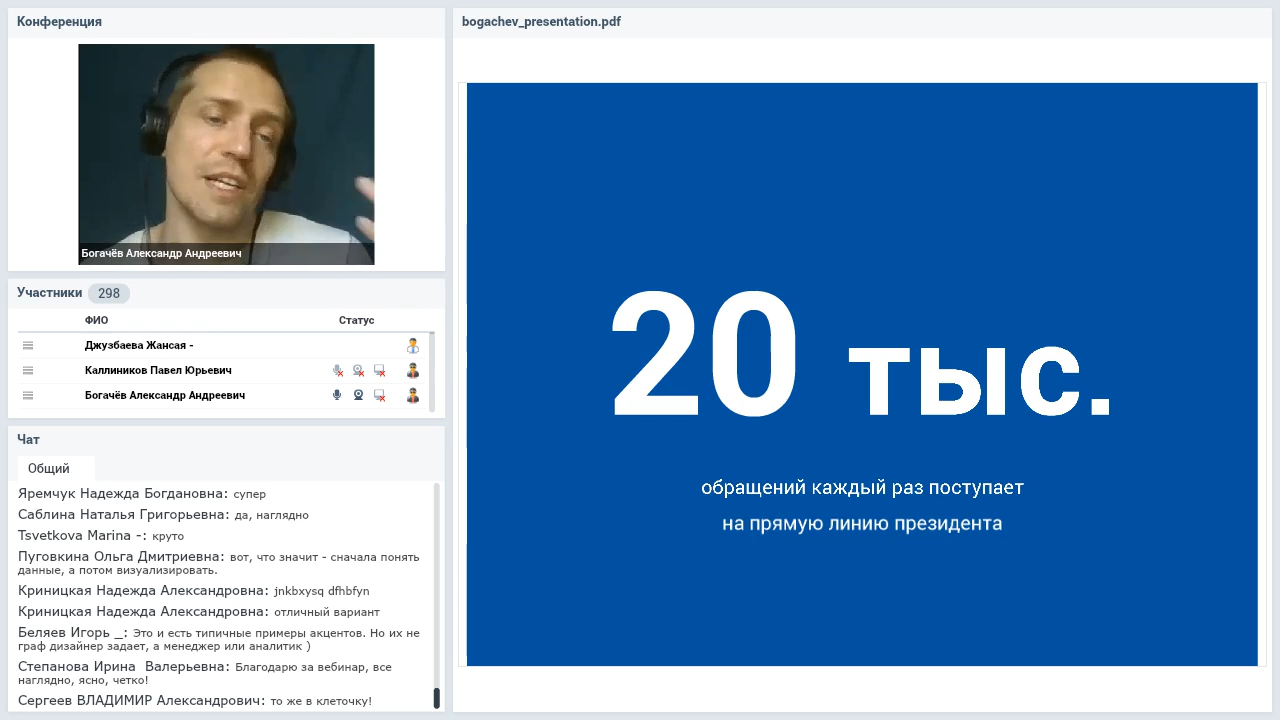 Конференция
Богачёв Александр Андреевич
Участники 298
ФИО Статус
Джузбаева Жансая -
Каллиников Павел Юрьевич
Богачёв Александр Андреевич
Чат
Общий
Яремчук Надежда Богдановна: супер
Саблина Наталья Григорьевна: да, наглядно
Tsvetkova Marina -: круто
Пуговкина Ольга Дмитриевна: вот, что значит - сначала понять
данные, а потом визуализировать.
Криницкая Надежда Александровна: jnkbxysq dfhbfyn
Криницкая Надежда Александровна: отличный вариант
Беляев Игорь _: Это и есть типичные примеры акцентов. Но их не
граф дизайнер задает, а менеджер или аналитик )
Степанова Ирина Валерьевна: Благодарю за вебинар, все
наглядно, ясно, четко!
Сергеев ВЛАДИМИР Александрович: то же в клеточку!
bogachev_presentation.pdf
20 тыс.
обращений каждый раз поступает
на прямую линию президента